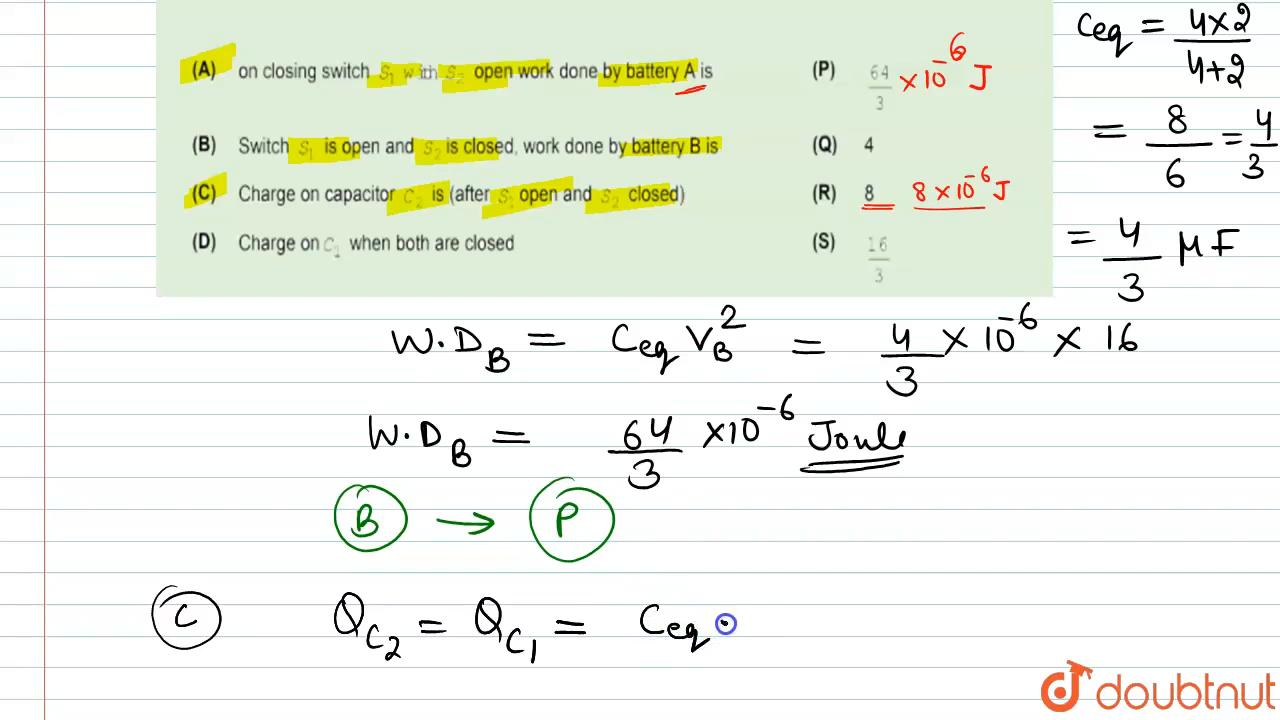 (A) on closing switch S₁ with S₂ open work done by battery A is (P) 64/3 × 10⁻⁶ J
(B) Switch S₁ is open and S₂ is closed, work done by battery B is (Q) 4
(C) Charge on capacitor C₂ is (after S₁ open and S₂ closed) (R) 8 8 × 10⁻⁶ J
(D) Charge on C₁ when both are closed (S) 16/3
Ceq = 4×2/4+2
= 8/6 = 4/3
= 4/3 μF
W.D_B = Ceq V_B² = 4/3 × 10⁻⁶ × 16
W.D_B = 64/3 × 10⁻⁶ Joule
B → P
C Q_C₂ = Q_C₁ = Ceq
doubtnut